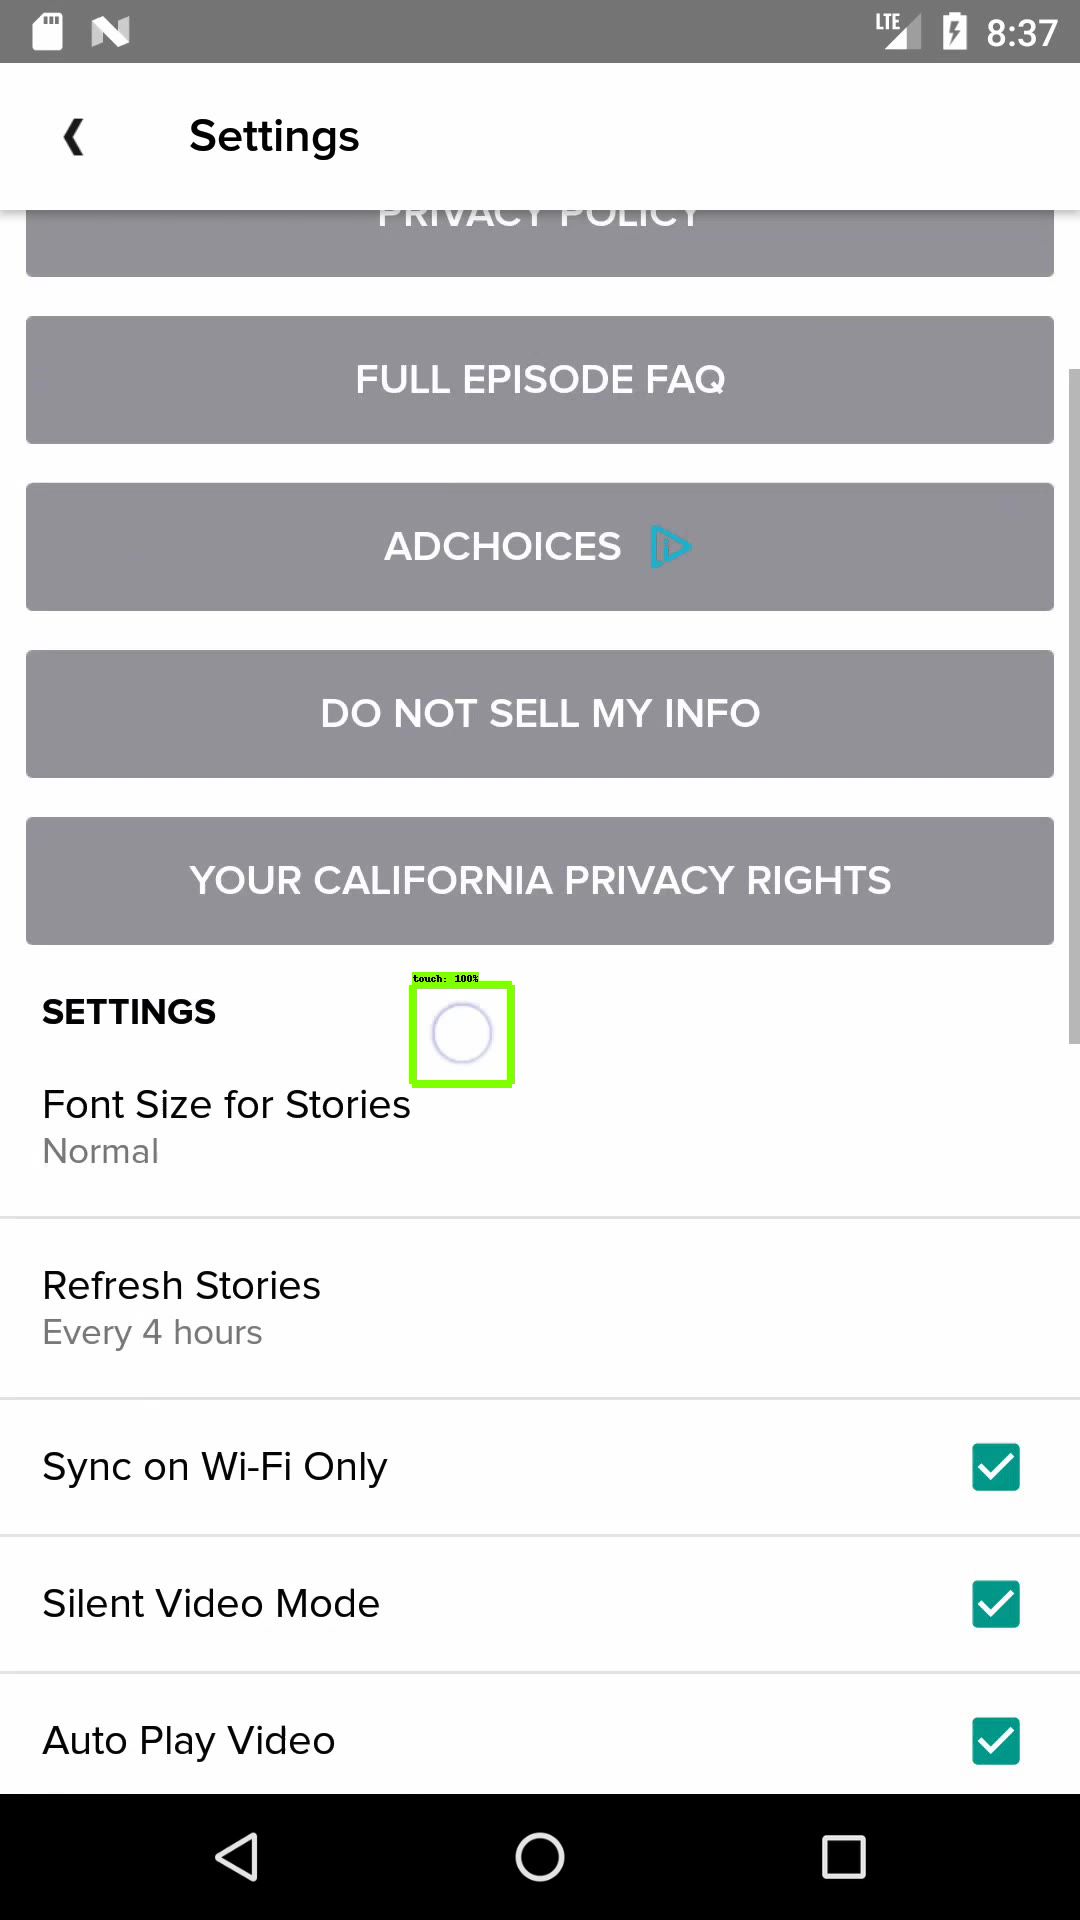 LTE 8:37
Settings
PRIVACY POLICY
FULL EPISODE FAQ
ADCHOICES
DO NOT SELL MY INFO
YOUR CALIFORNIA PRIVACY RIGHTS
touch: 100%
SETTINGS
Font Size for Stories
Normal
Refresh Stories
Every 4 hours
Sync on Wi-Fi Only
Silent Video Mode
Auto Play Video